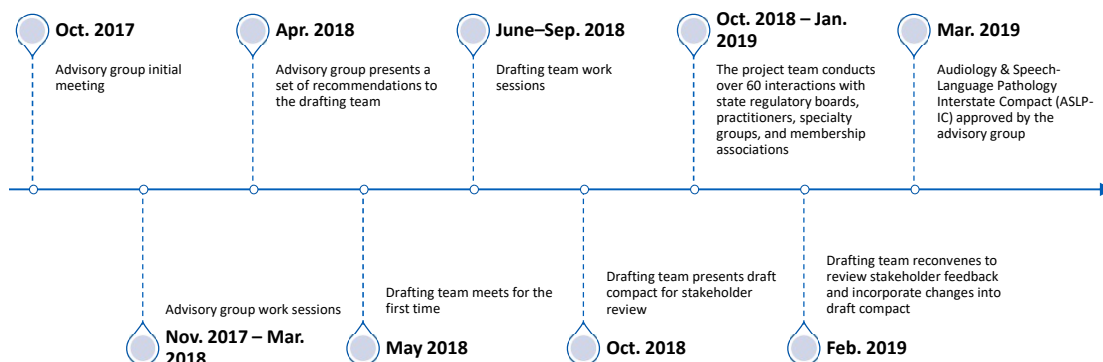 Oct. 2017
Advisory group initial
meeting
Apr. 2018
Advisory group presents a
set of recommendations to
the drafting team
June–Sep. 2018
Drafting team work
sessions
Oct. 2018 – Jan.
2019
The project team conducts
over 60 interactions with
state regulatory boards,
practitioners, specialty
groups, and membership
associations
Mar. 2019
Audiology & Speech-
Language Pathology
Interstate Compact (ASLP-
IC) approved by the
advisory group
Advisory group work sessions
Nov. 2017 – Mar.
2018
Drafting team meets for the
first time
May 2018
Drafting team presents draft
compact for stakeholder
review
Oct. 2018
Drafting team reconvenes to
review stakeholder feedback
and incorporate changes into
draft compact
Feb. 2019